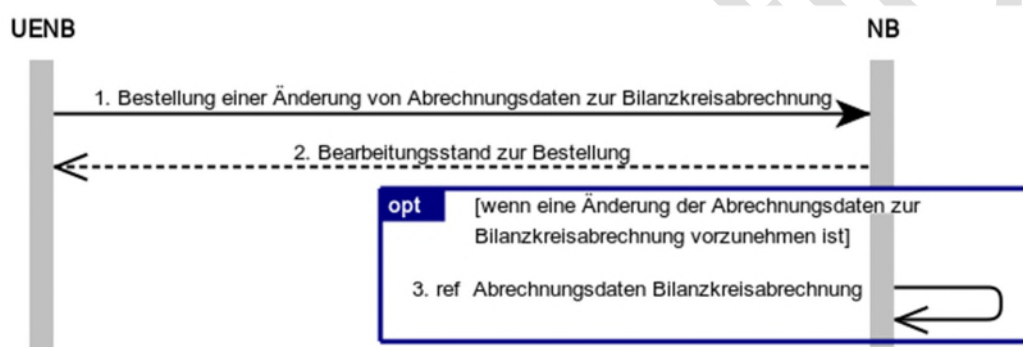 UENB
NB
1. Bestellung einer Änderung von Abrechnungsdaten zur Bilanzkreisabrechnung
2. Bearbeitungsstand zur Bestellung
opt
[wenn eine Änderung der Abrechnungsdaten zur
Bilanzkreisabrechnung vorzunehmen ist]
3. ref Abrechnungsdaten Bilanzkreisabrechnung